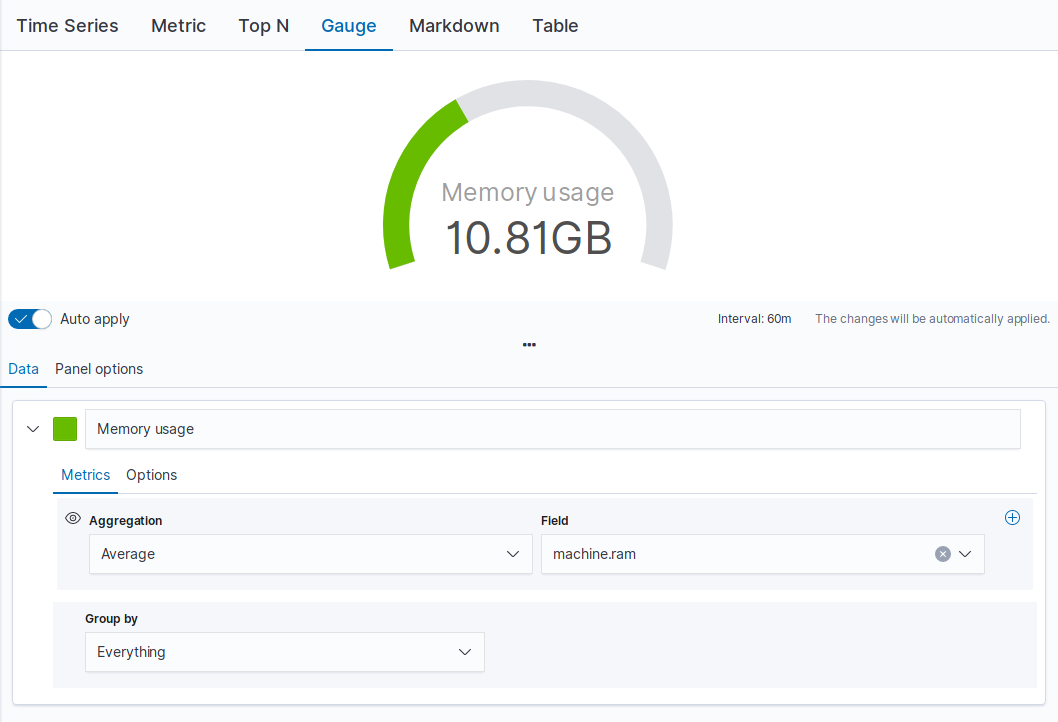 Time Series Metric Top N Gauge Markdown Table
Memory usage
10.81GB
Auto apply Interval: 60m The changes will be automatically applied.
Data Panel options
Memory usage
Metrics Options
Aggregation Field
Average machine.ram
Group by
Everything